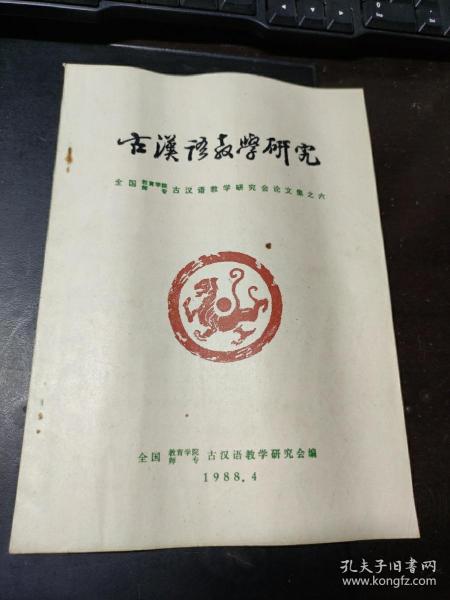 古漢語教學研究
全国教育学院师专古汉语教学研究会论文集之六
全国教育学院师专古汉语教学研究会编
1988.4
孔夫子旧书网
www.kongfz.com